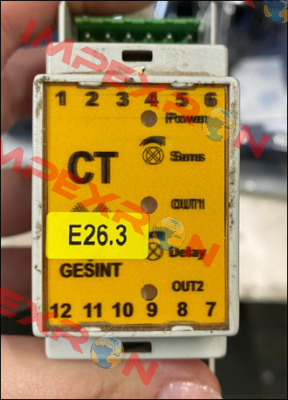 1 2 3 4 5 6
Power
CT
Sens
OUT1
E26.3
Delay
GEŠINT
OUT2
12 11 10 9 8 7
IMPEXRON